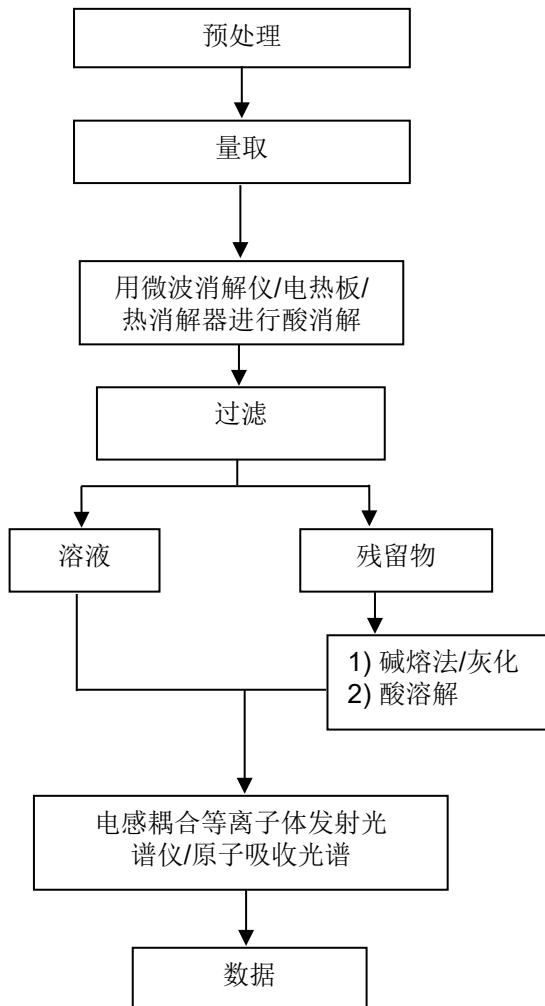 预处理
量取
用微波消解仪/电热板/
热消解器进行酸消解
过滤
溶液
残留物
1) 碱熔法/灰化
2) 酸溶解
电感耦合等离子体发射光
谱仪/原子吸收光谱
数据